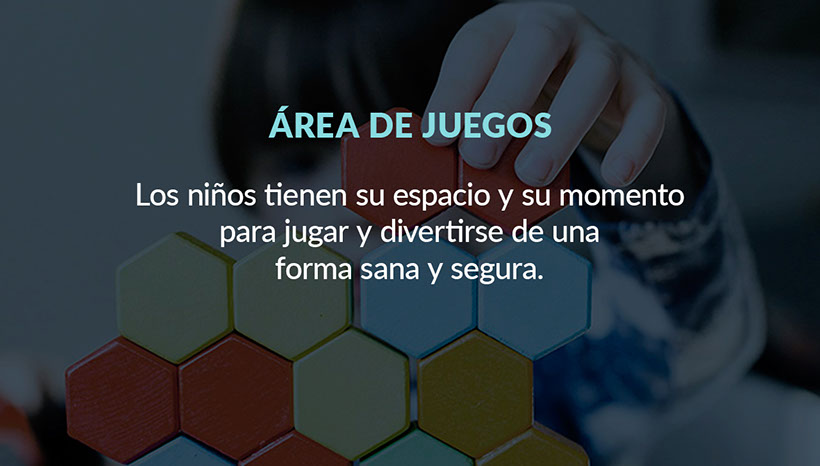 ÁREA DE JUEGOS
Los niños tienen su espacio y su momento
para jugar y divertirse de una
forma sana y segura.